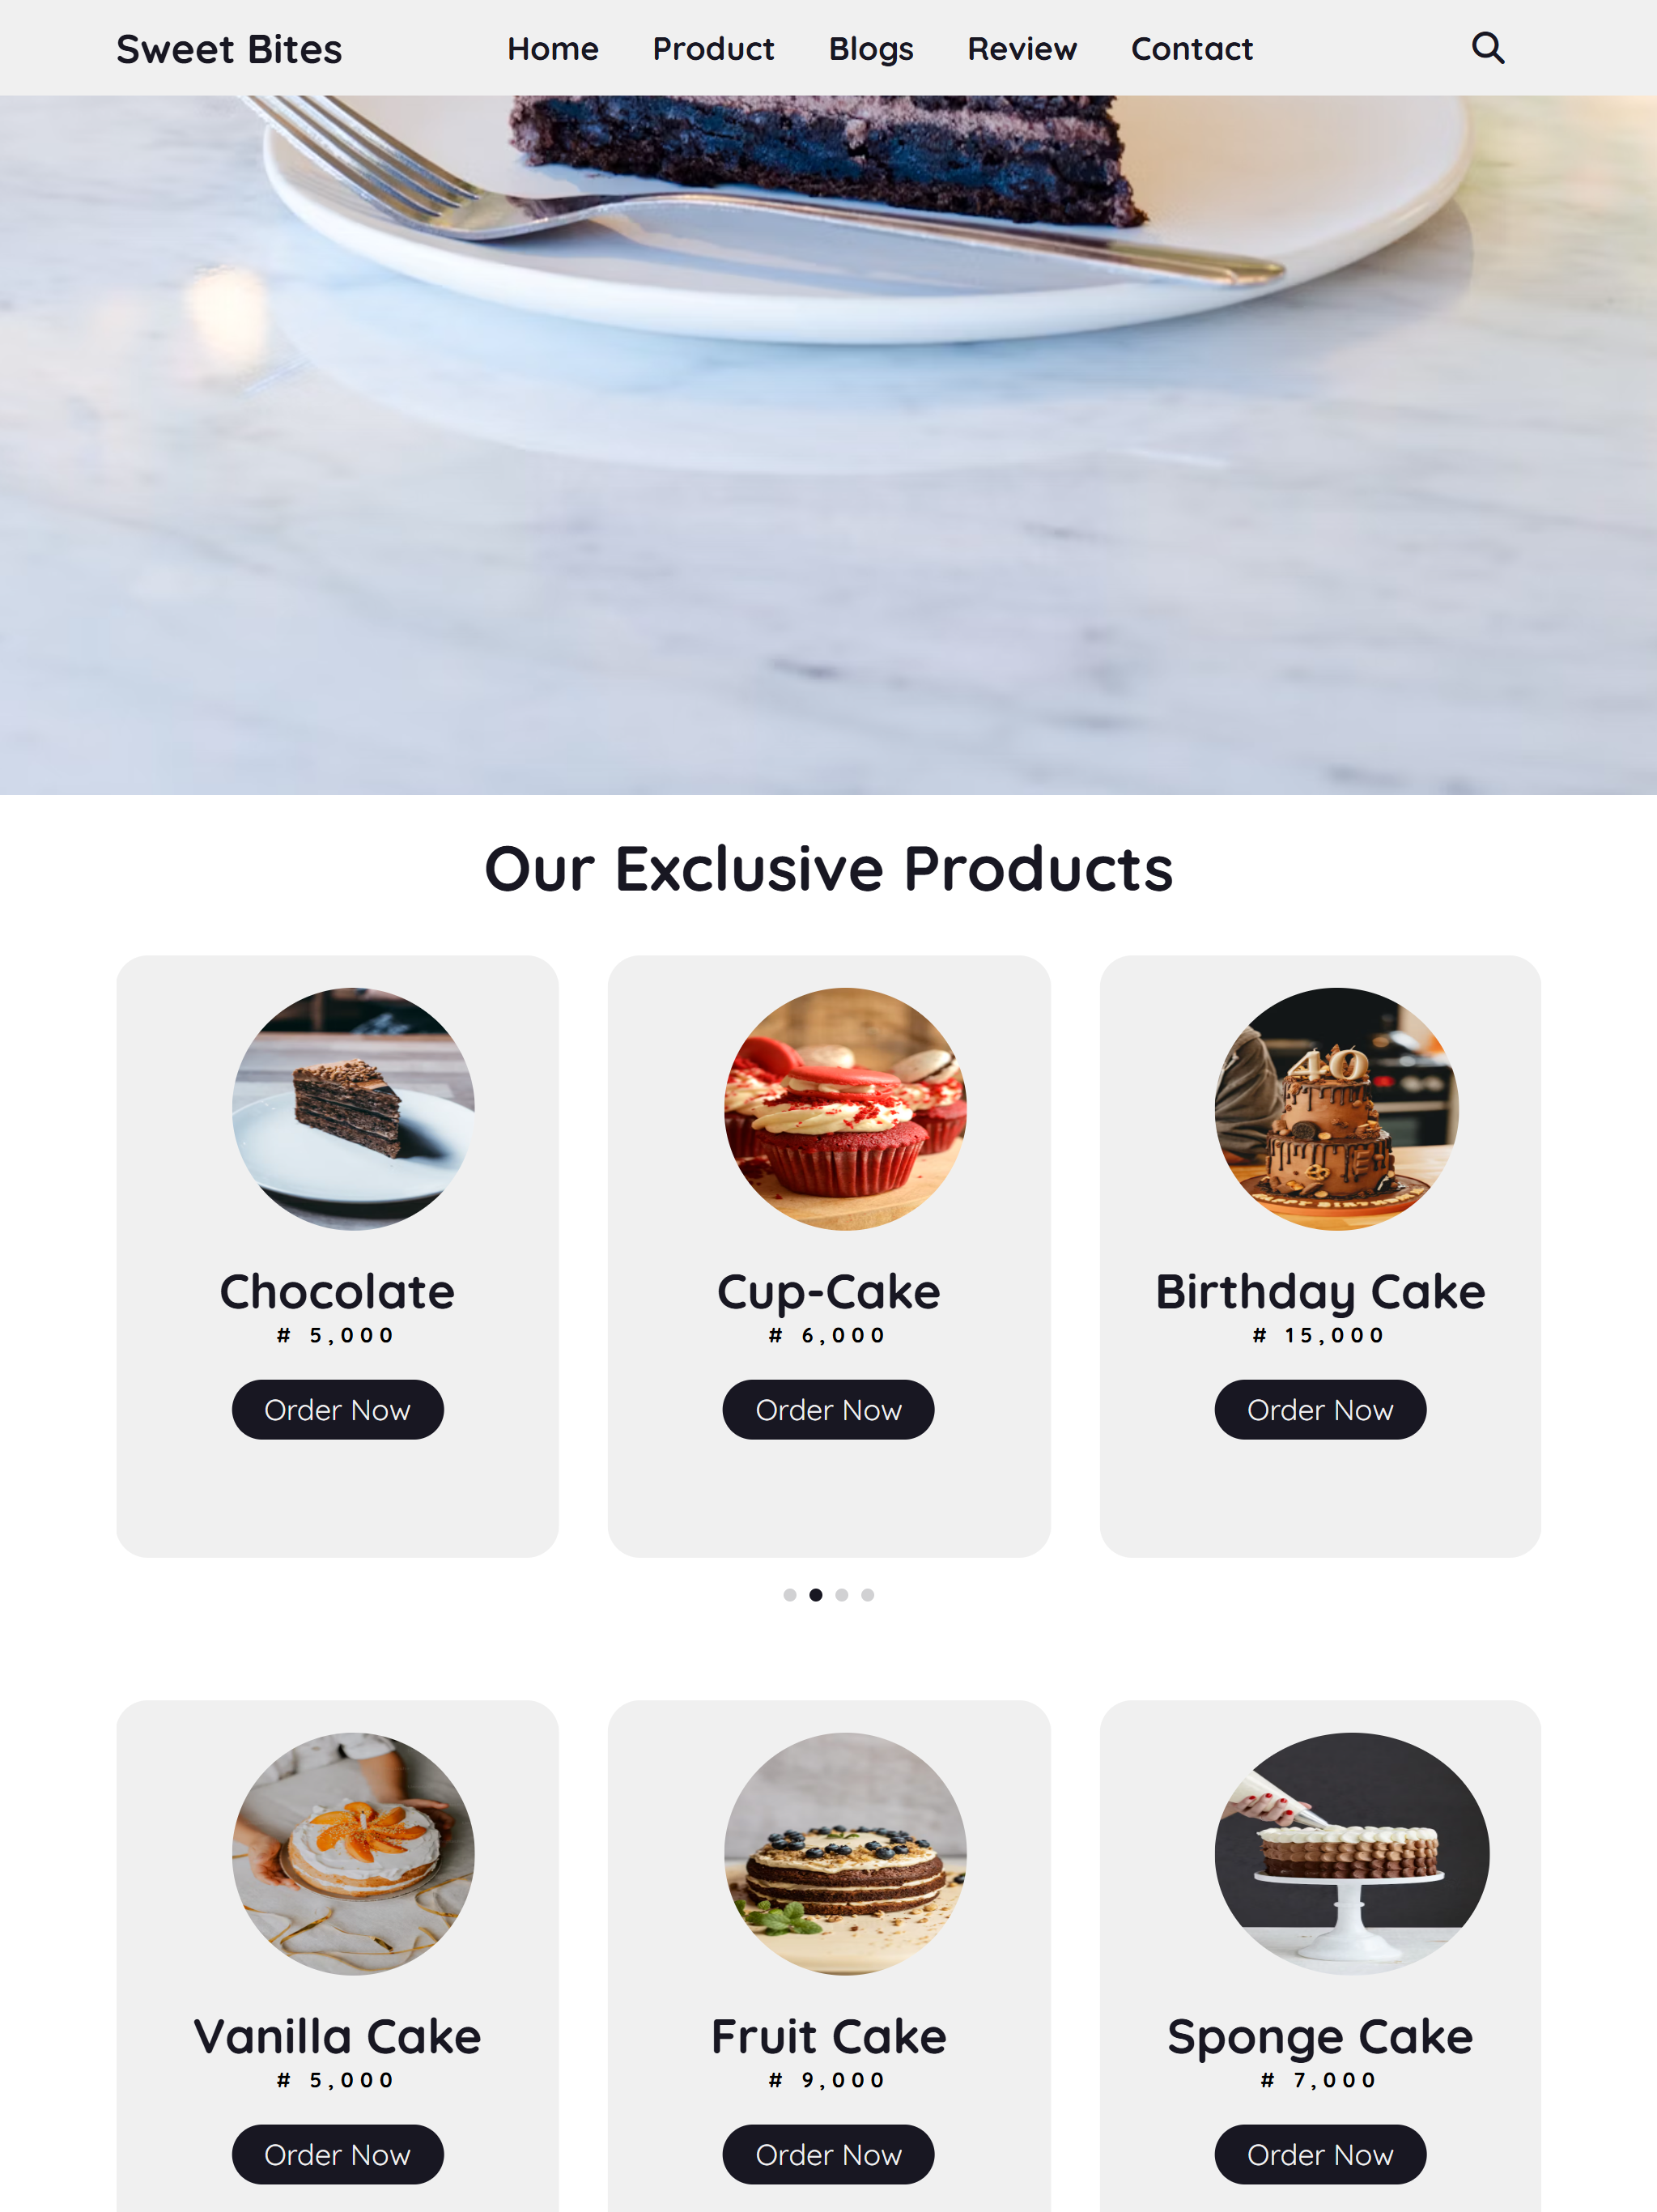 Sweet Bites Home Product Blogs Review Contact
Our Exclusive Products
40
Chocolate Cup-Cake Birthday Cake
# 5,000 # 6,000 # 15,000
Order Now Order Now Order Now
Vanilla Cake Fruit Cake Sponge Cake
# 5,000 # 9,000 # 7,000
Order Now Order Now Order Now